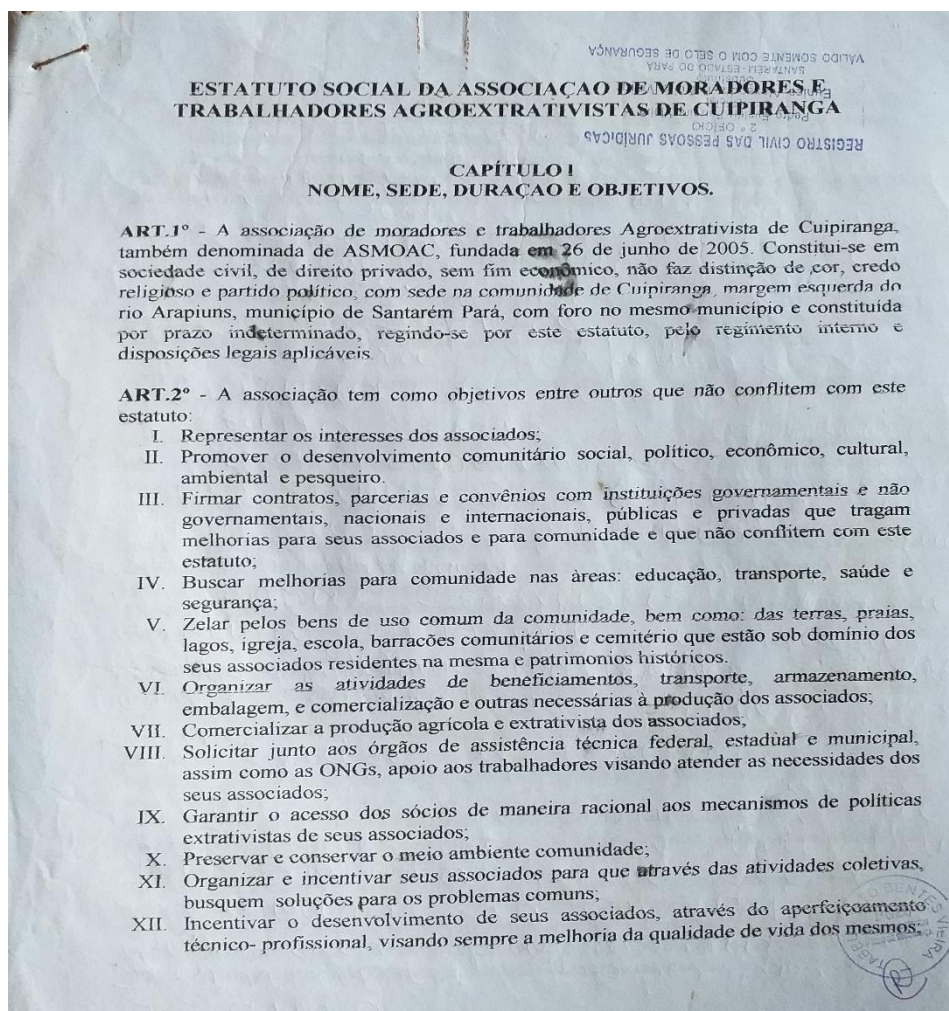 VÁLIDO SOMENTE COM O SELO DE SEGURANÇA
SANTARÉM-ESTADO DO PARÁ
ESTATUTO SOCIAL DA ASSOCIAÇAO DE MORADORES E
TRABALHADORES AGROEXTRATIVISTAS DE CUIPIRANGA
2º OFÍCIO
REGISTRO CIVIL DAS PESSOAS JURÍDICAS
CAPÍTULO I
NOME, SEDE, DURAÇAO E OBJETIVOS.
ART.1º - A associação de moradores e trabalhadores Agroextrativista de Cuipiranga,
também denominada de ASMOAC, fundada em 26 de junho de 2005. Constitui-se em
sociedade civil, de direito privado, sem fim econômico, não faz distinção de cor, credo
religioso e partido político, com sede na comunidade de Cuipiranga, margem esquerda do
rio Arapiuns, município de Santarém Pará, com foro no mesmo município e constituída
por prazo indeterminado, regindo-se por este estatuto, pelo regimento interno e
disposições legais aplicáveis
ART.2º - A associação tem como objetivos entre outros que não conflitem com este
estatuto:
I. Representar os interesses dos associados;
II. Promover o desenvolvimento comunitário social, político, econômico, cultural,
ambiental e pesqueiro.
III. Firmar contratos, parcerias e convênios com instituições governamentais e não
governamentais, nacionais e internacionais, públicas e privadas que tragam
melhorias para seus associados e para comunidade e que não conflitem com este
estatuto;
IV. Buscar melhorias para comunidade nas àreas: educação, transporte, saúde e
segurança;
V. Zelar pelos bens de uso comum da comunidade, bem como: das terras, praias,
lagos, igreja, escola, barracões comunitários e cemitério que estão sob domínio dos
seus associados residentes na mesma e patrimonios históricos.
VI. Organizar as atividades de beneficiamentos, transporte, armazenamento,
embalagem, e comercialização e outras necessárias à produção dos associados;
VII. Comercializar a produção agrícola e extrativista dos associados;
VIII. Solicitar junto aos órgãos de assistência técnica federal, estadual e municipal,
assim como as ONGs, apoio aos trabalhadores visando atender as necessidades dos
seus associados;
IX. Garantir o acesso dos sócios de maneira racional aos mecanismos de políticas
extrativistas de seus associados;
X. Preservar e conservar o meio ambiente comunidade;
XI. Organizar e incentivar seus associados para que através das atividades coletivas,
busquem soluções para os problemas comuns;
XII. Incentivar o desenvolvimento de seus associados, através do aperfeiçoamento
técnico- profissional, visando sempre a melhoria da qualidade de vida dos mesmos;